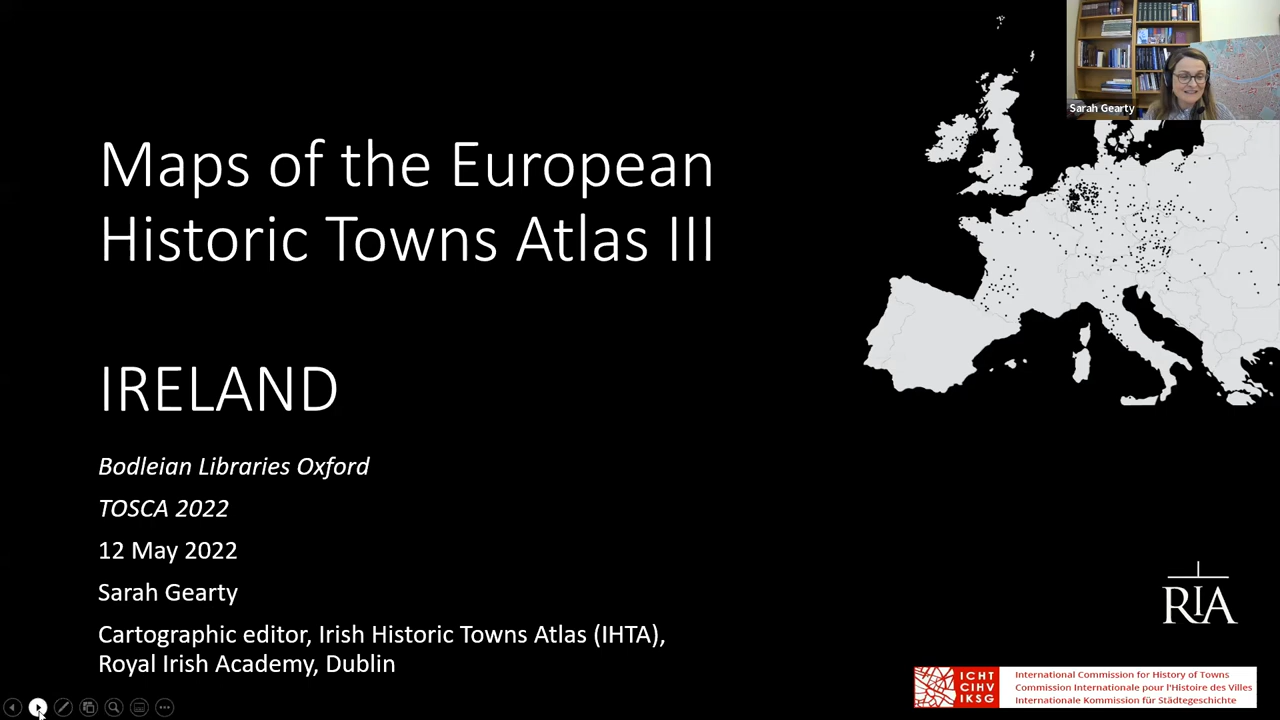 Sarah Gearty
Maps of the European
Historic Towns Atlas III
IRELAND
Bodleian Libraries Oxford
TOSCA 2022
12 May 2022
Sarah Gearty
Cartographic editor, Irish Historic Towns Atlas (IHTA),
Royal Irish Academy, Dublin
RIA
ICHT
CIHV
IKSG
International Commission for History of Towns
Commission Internationale pour l'Histoire des Villes
Internationale Kommission für Städtegeschichte